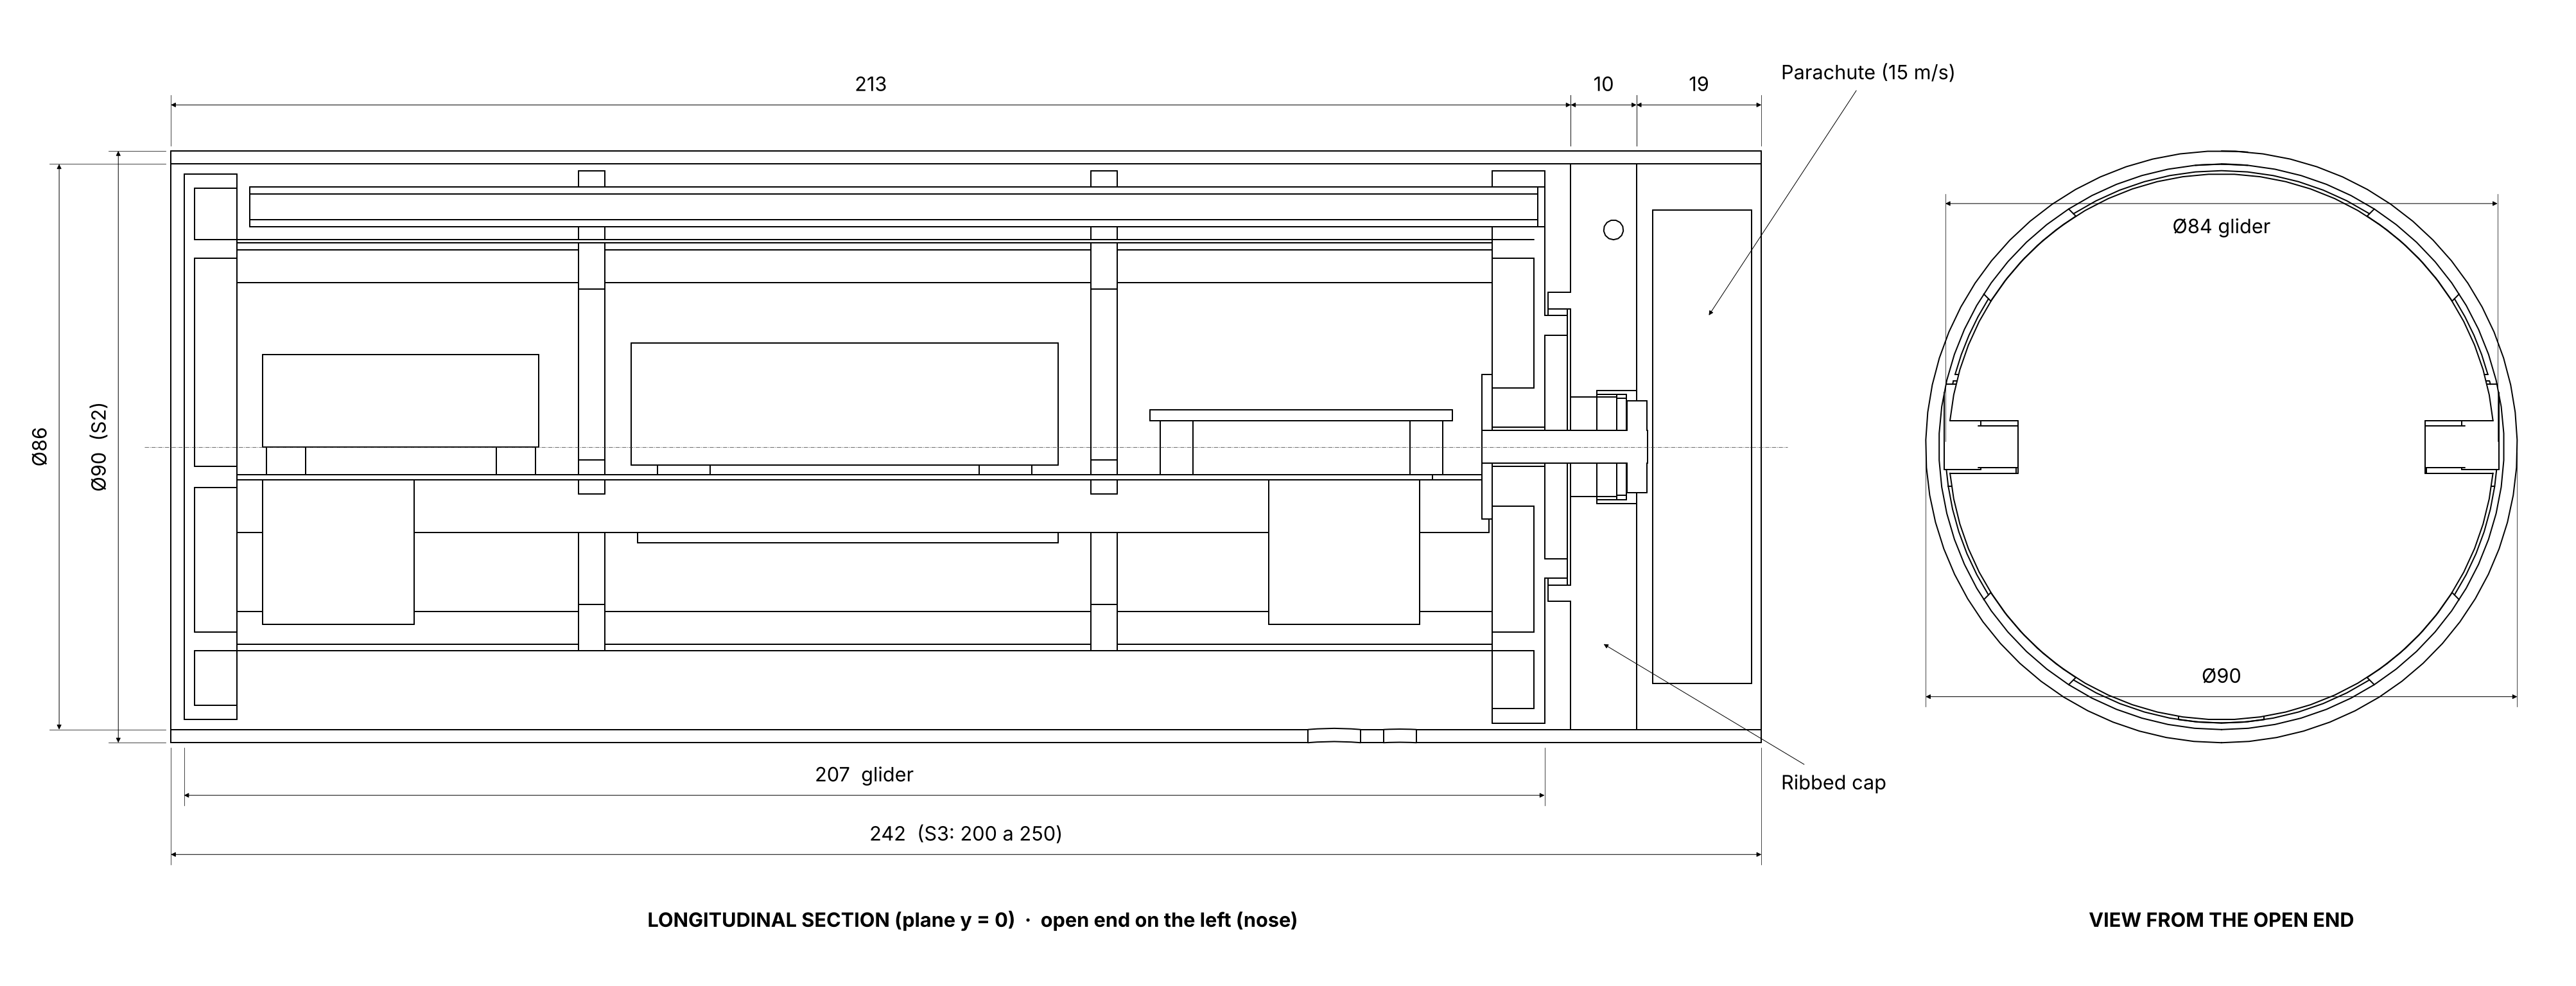 Parachute (15 m/s)
213
10
19
Ø84 glider
Ø86
Ø90 (S2)
Ø90
207 glider
Ribbed cap
242 (S3: 200 a 250)
LONGITUDINAL SECTION (plane y = 0) · open end on the left (nose)
VIEW FROM THE OPEN END